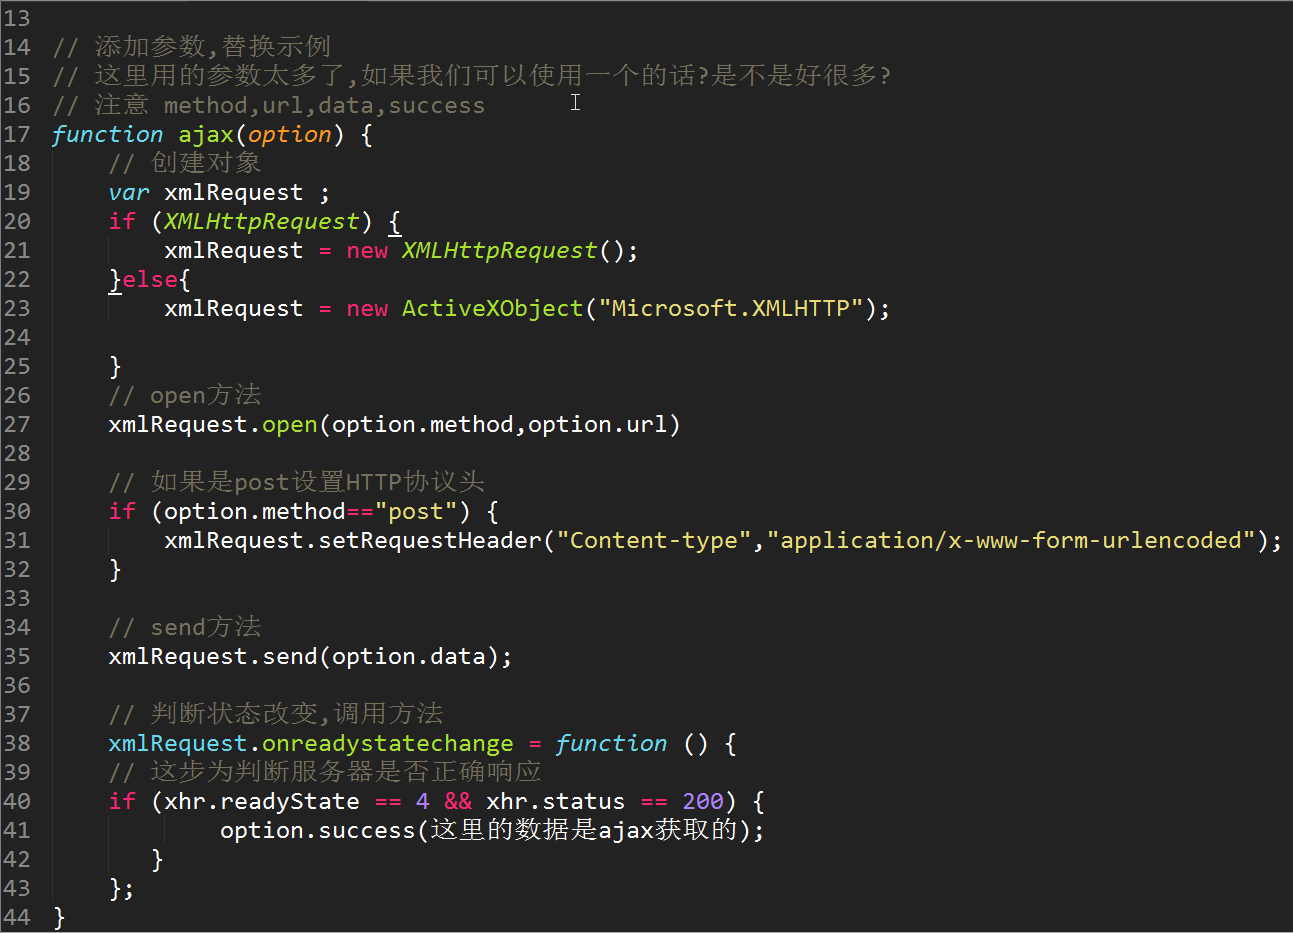 13
14 // 添加参数,替换示例
15 // 这里用的参数太多了,如果我们可以使用一个的话?是不是好很多?
16 // 注意 method,url,data,success
17 function ajax(option) {
18     // 创建对象
19     var xmlRequest ;
20     if (XMLHttpRequest) {
21         xmlRequest = new XMLHttpRequest();
22     }else{
23         xmlRequest = new ActiveXObject("Microsoft.XMLHTTP");
24
25     }
26     // open方法
27     xmlRequest.open(option.method,option.url)
28
29     // 如果是post设置HTTP协议头
30     if (option.method=="post") {
31         xmlRequest.setRequestHeader("Content-type","application/x-www-form-urlencoded");
32     }
33
34     // send方法
35     xmlRequest.send(option.data);
36
37     // 判断状态改变,调用方法
38     xmlRequest.onreadystatechange = function () {
39     // 这步为判断服务器是否正确响应
40     if (xhr.readyState == 4 && xhr.status == 200) {
41             option.success(这里的数据是ajax获取的);
42        }
43     };
44 }